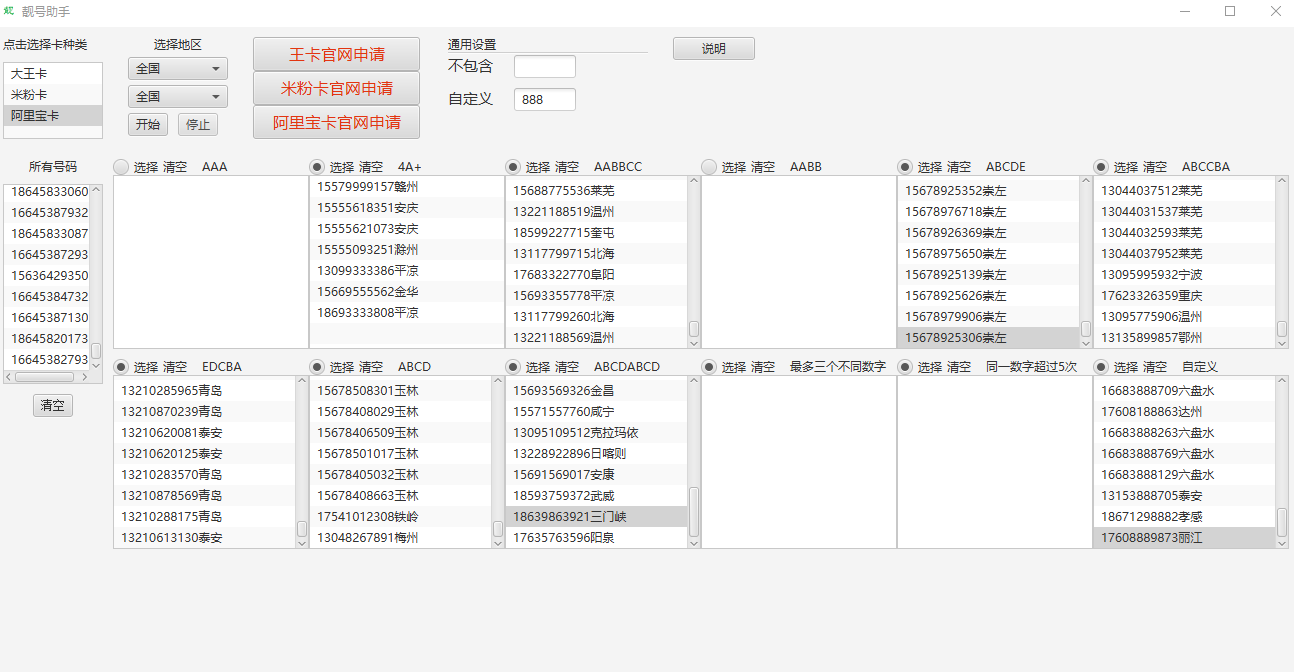 靓 靓号助手
点击选择卡种类
大王卡
米粉卡
阿里宝卡
选择地区
全国
全国
开始 停止
王卡官网申请
米粉卡官网申请
阿里宝卡官网申请
通用设置
不包含
自定义 888
说明
所有号码
18645833060
16645387932
18645833087
16645387293
15636429350
16645384732
16645387130
18645820173
16645382793
清空
选择 清空 AAA
选择 清空 4A+
15579999157赣州
15555618351安庆
15555621073安庆
15555093251滁州
13099333386平凉
15669555562金华
18693333808平凉
选择 清空 AABBCC
15688775536莱芜
13221188519温州
18599227715奎屯
13117799715北海
17683322770阜阳
15693355778平凉
13117799260北海
13221188569温州
选择 清空 AABB
选择 清空 ABCDE
15678925352崇左
15678976718崇左
15678926369崇左
15678975650崇左
15678925139崇左
15678925626崇左
15678979906崇左
15678925306崇左
选择 清空 ABCCBA
13044037512莱芜
13044031537莱芜
13044032593莱芜
13044037952莱芜
13095995932宁波
17623326359重庆
13095775906温州
13135899857鄂州
选择 清空 EDCBA
13210285965青岛
13210870239青岛
13210620081泰安
13210620125泰安
13210283570青岛
13210878569青岛
13210288175青岛
13210613130泰安
选择 清空 ABCD
15678508301玉林
15678408029玉林
15678406509玉林
15678501017玉林
15678405032玉林
15678408663玉林
17541012308铁岭
13048267891梅州
选择 清空 ABCDABCD
15693569326金昌
15571557760咸宁
13095109512克拉玛依
13228922896日喀则
15691569017安康
18593759372武威
18639863921三门峡
17635763596阳泉
选择 清空 最多三个不同数字
选择 清空 同一数字超过5次
选择 清空 自定义
16683888709六盘水
17608188863达州
16683888263六盘水
16683888769六盘水
16683888129六盘水
13153888705泰安
18671298882孝感
17608889873丽江